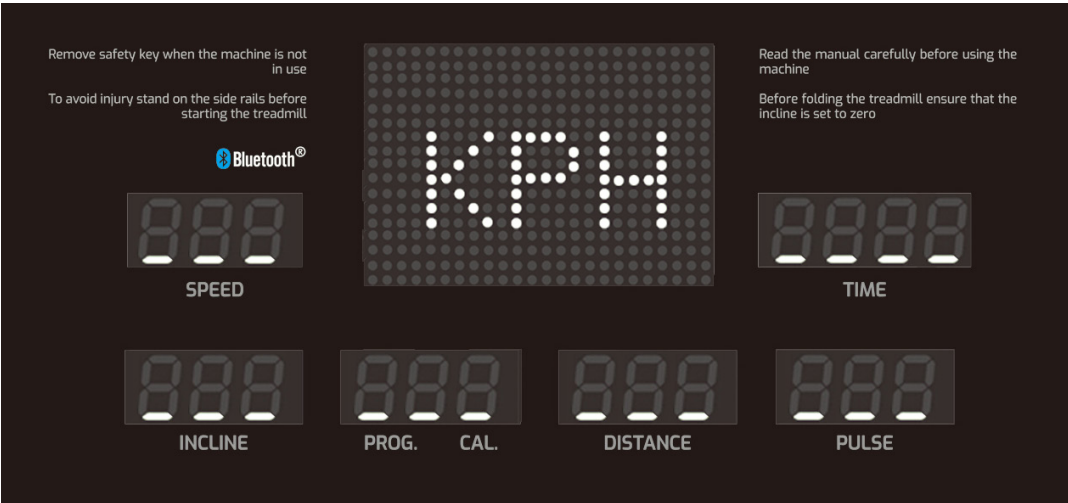 Remove safety key when the machine is not
in use
To avoid injury stand on the side rails before
starting the treadmill
Bluetooth®
KPH
Read the manual carefully before using the
machine
Before folding the treadmill ensure that the
incline is set to zero
_ _ _
SPEED
_ _ _ _
TIME
_ _ _
INCLINE
_ _ _
PROG. CAL.
_ _ _
DISTANCE
_ _ _
PULSE